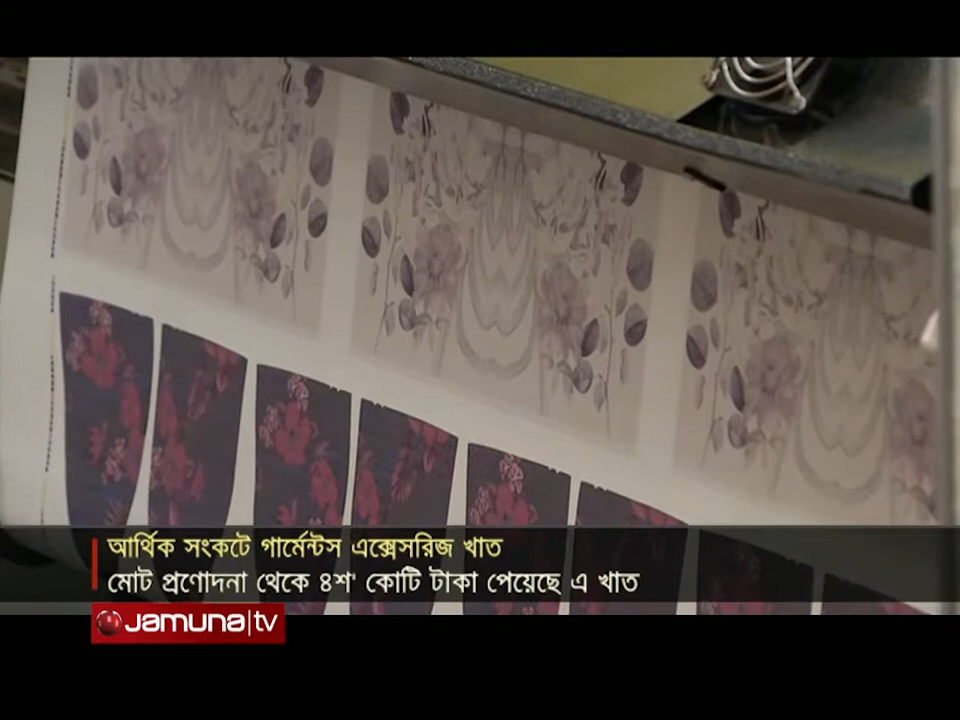 আর্থিক সংকটে গার্মেন্টস এক্সেসরিজ খাত
মোট প্রণোদনা থেকে ৪শ' কোটি টাকা পেয়েছে এ খাত
JAMUNA|tv